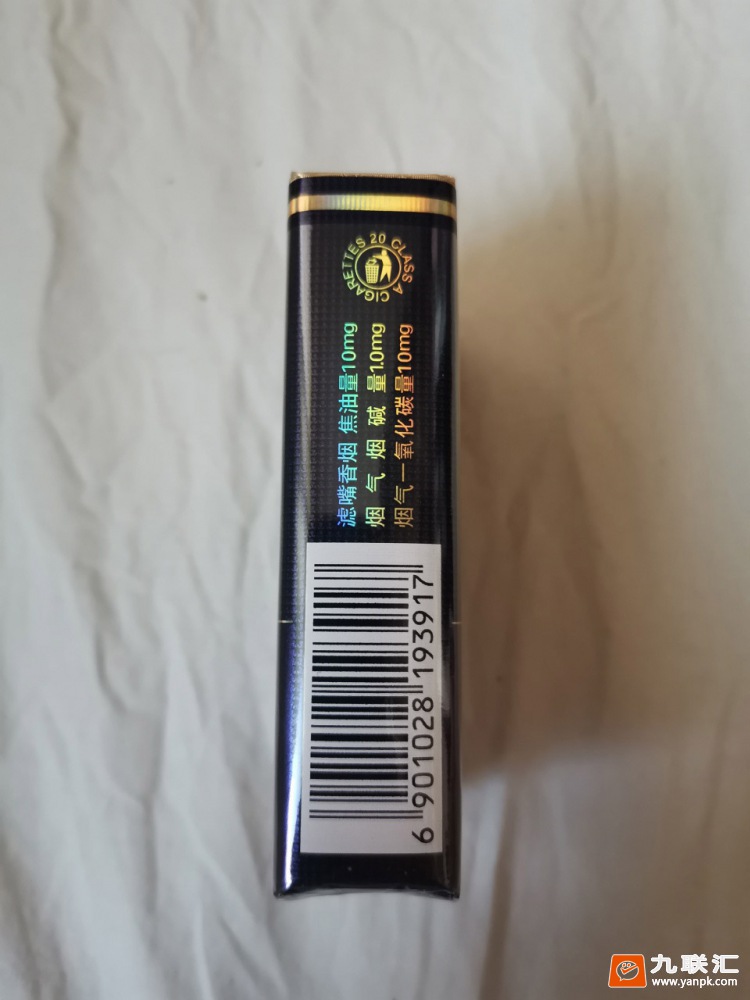 20 CLASS A CIGARETTES
滤嘴香烟 焦油量10mg
烟气烟碱量1.0mg
烟气一氧化碳量10mg
6 901028 193917
九联汇
www.yanpk.com